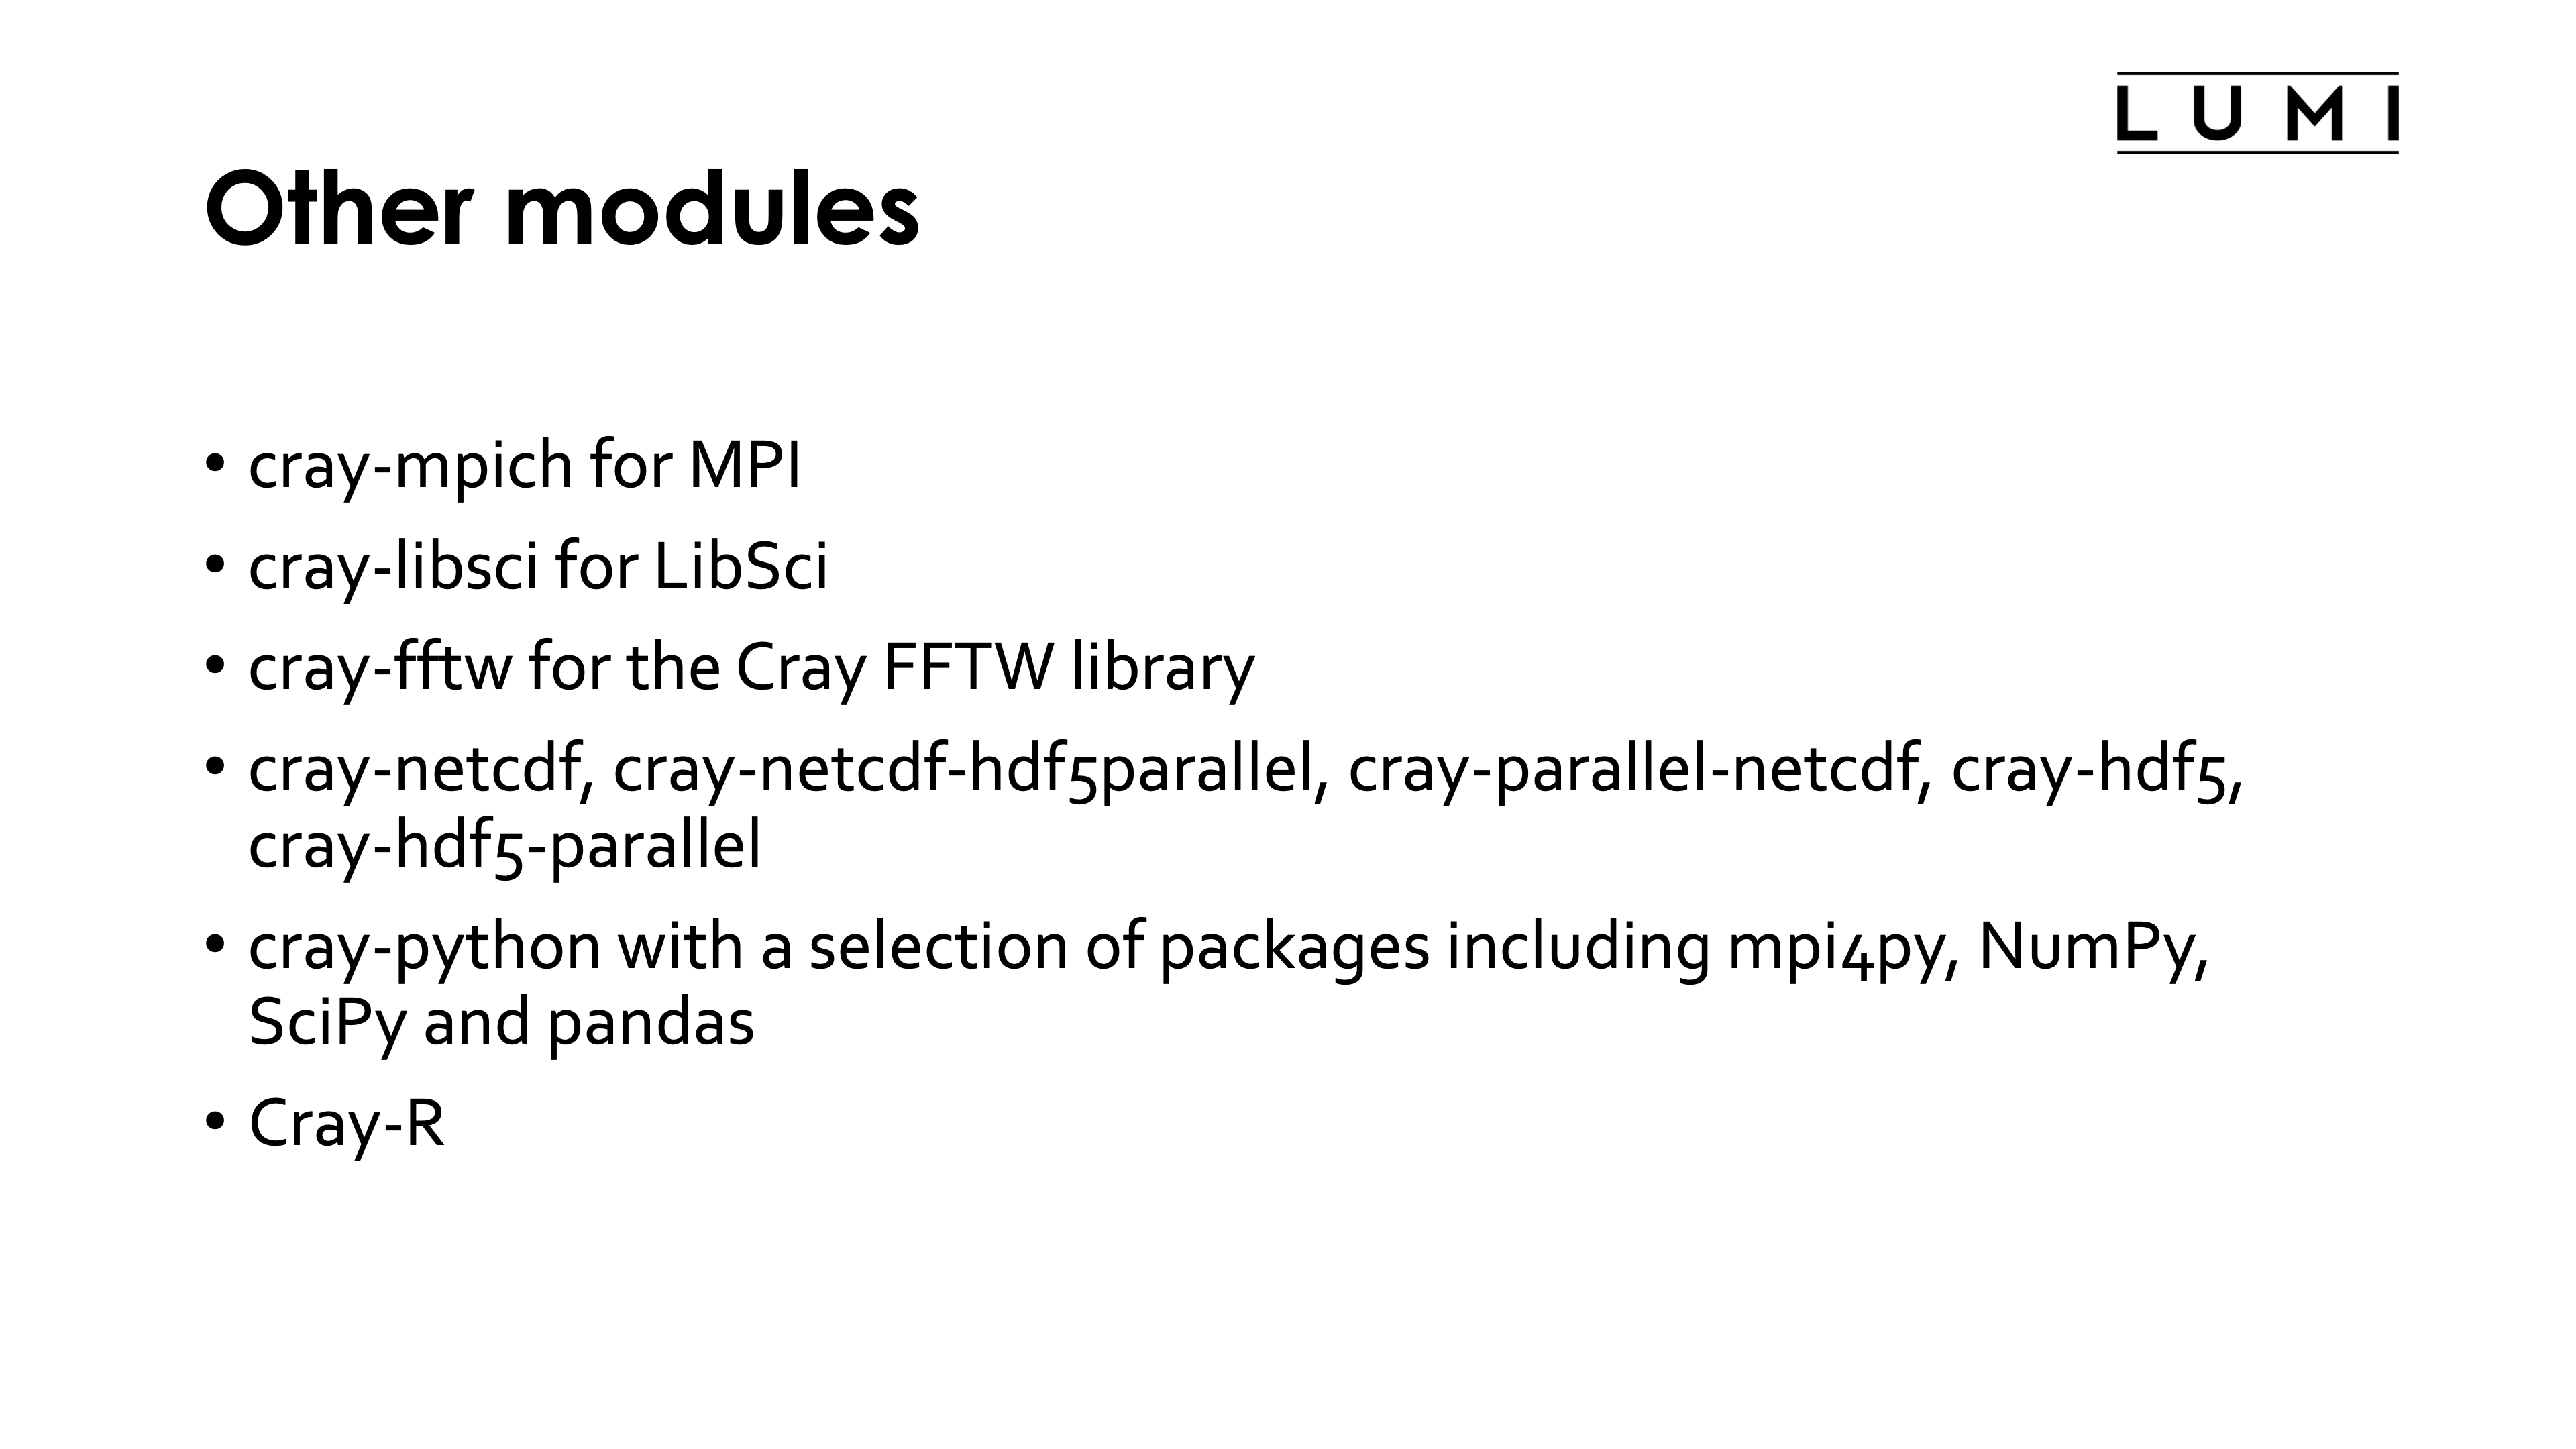 LUMI
Other modules
• cray-mpich for MPI
• cray-libsci for LibSci
• cray-fftw for the Cray FFTW library
• cray-netcdf, cray-netcdf-hdf5parallel, cray-parallel-netcdf, cray-hdf5,
cray-hdf5-parallel
• cray-python with a selection of packages including mpi4py, NumPy,
SciPy and pandas
• Cray-R